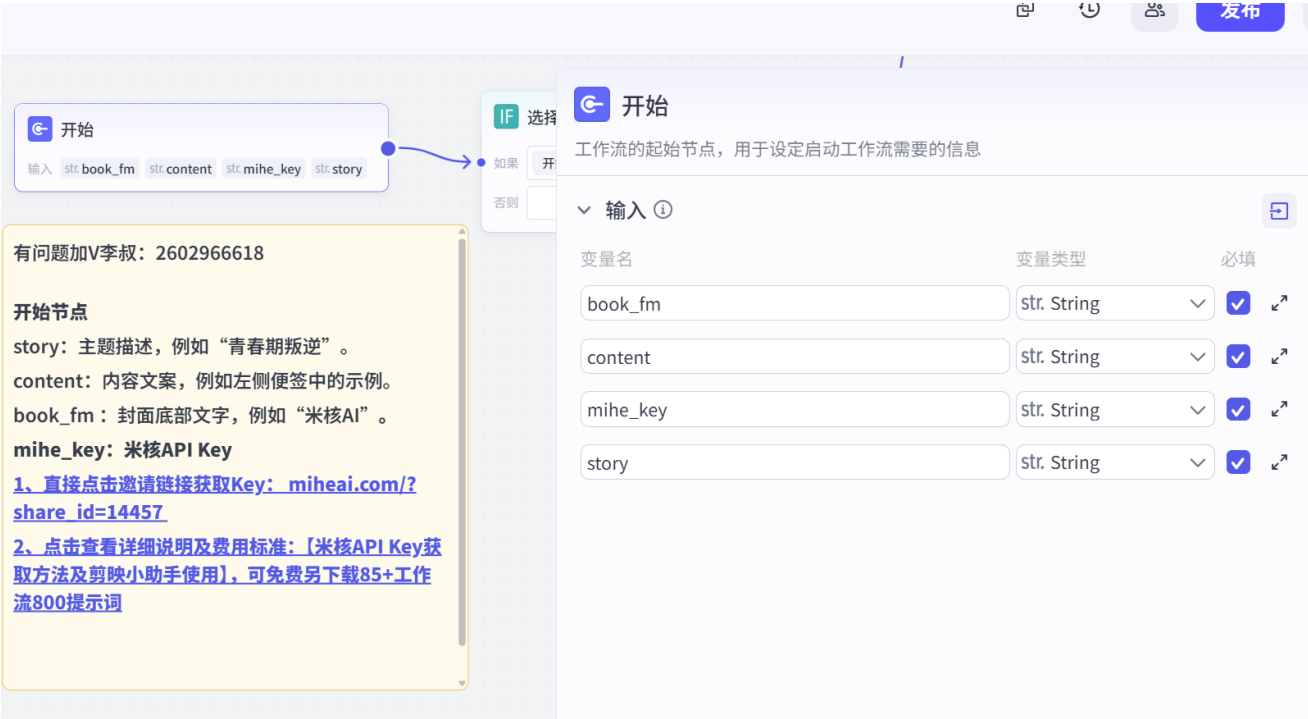 发布
开始
输入 str. book_fm str. content str. mihe_key str. story
IF 选择
如果 开
否则
有问题加V李叔：2602966618
开始节点
story：主题描述，例如“青春期叛逆”。
content：内容文案，例如左侧便签中的示例。
book_fm ：封面底部文字，例如“米核AI”。
mihe_key：米核API Key
1、直接点击邀请链接获取Key： miheai.com/?
share_id=14457
2、点击查看详细说明及费用标准：【米核API Key获
取方法及剪映小助手使用】，可免费另下载85+工作
流800提示词
开始
工作流的起始节点，用于设定启动工作流需要的信息
输入
变量名 变量类型 必填
book_fm str. String
content str. String
mihe_key str. String
story str. String